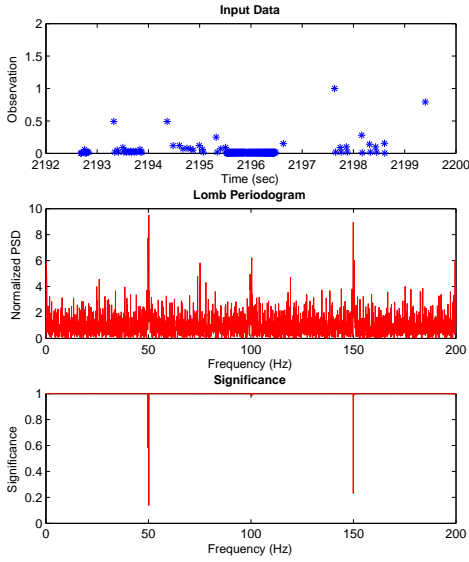 Input Data
2
1.5
1
0.5
0
Observation
2192 2193 2194 2195 2196 2197 2198 2199 2200
Time (sec)
Lomb Periodogram
10
8
6
4
2
0
Normalized PSD
0 50 100 150 200
Frequency (Hz)
Significance
1
0.8
0.6
0.4
0.2
0
Significance
0 50 100 150 200
Frequency (Hz)